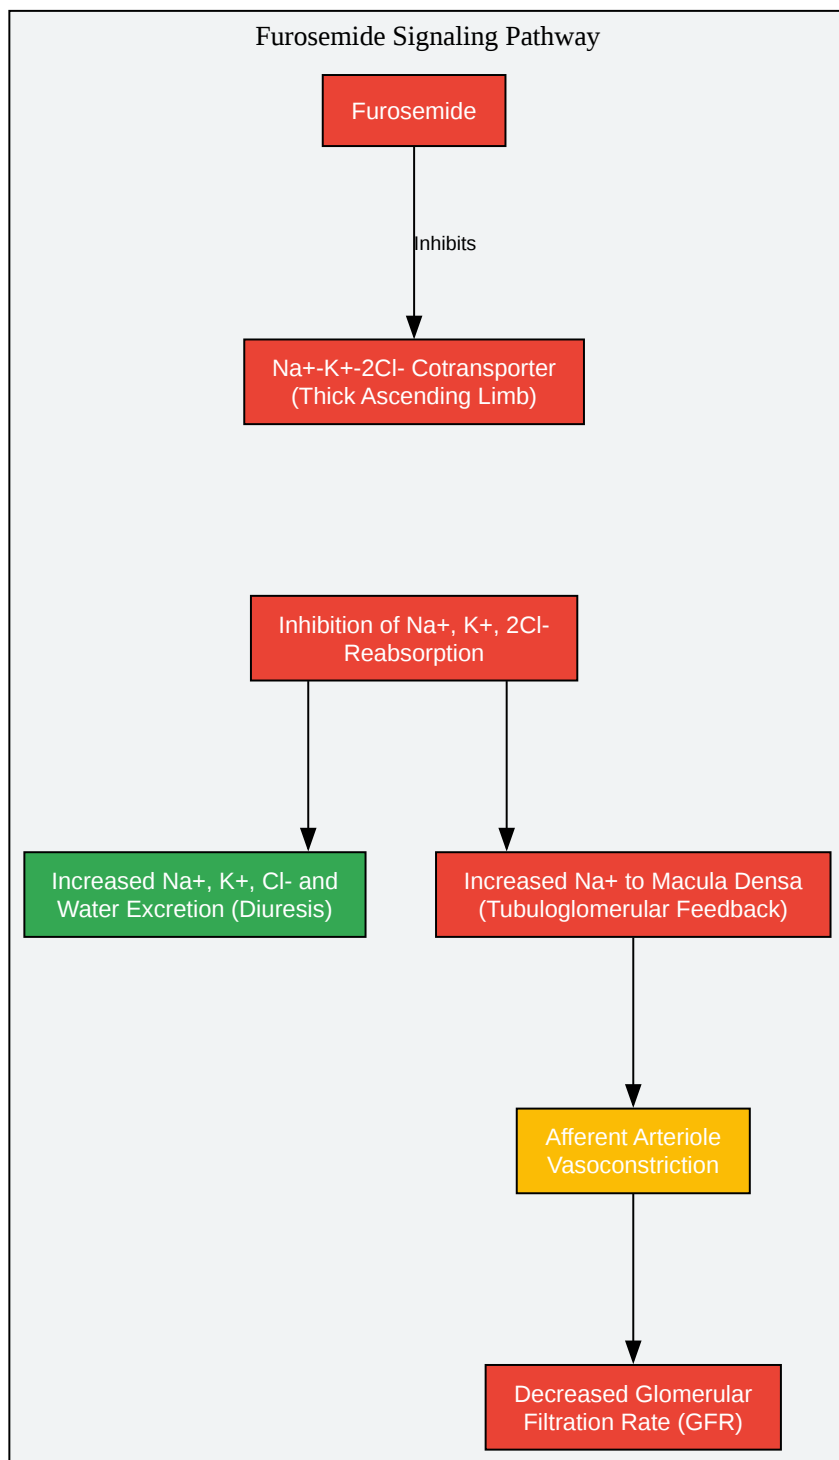 Furosemide Signaling Pathway
Furosemide
Inhibits
Na+-K+-2Cl- Cotransporter
(Thick Ascending Limb)
Inhibition of Na+, K+, 2Cl-
Reabsorption
Increased Na+, K+, Cl- and
Water Excretion (Diuresis)
Increased Na+ to Macula Densa
(Tubuloglomerular Feedback)
Afferent Arteriole
Vasoconstriction
Decreased Glomerular
Filtration Rate (GFR)